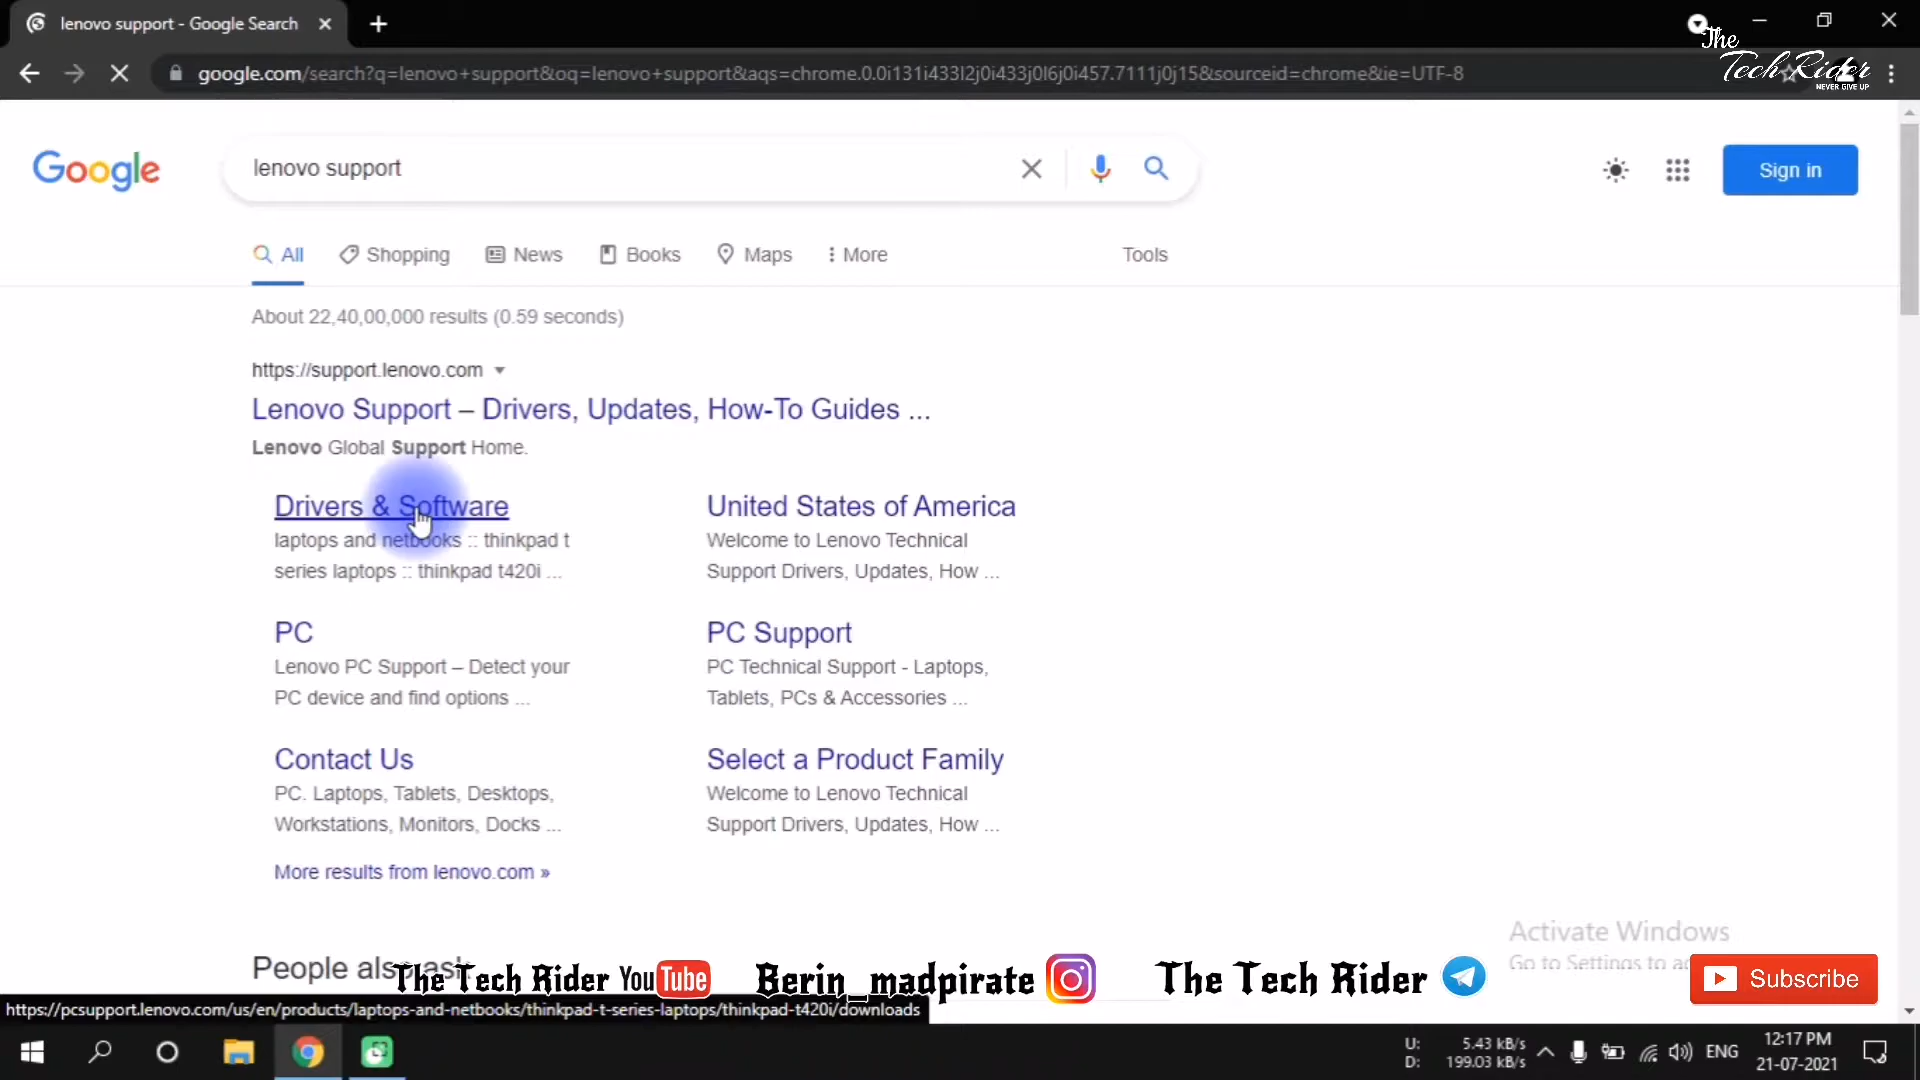 lenovo support - Google Search
The
Tech Rider
NEVER GIVE UP
google.com/search?q=lenovo+support&oq=lenovo+support&aqs=chrome.0.0i131i433l2j0i433j0l6j0i457.7111j0j15&sourceid=chrome&ie=UTF-8
Google
lenovo support
Sign in
All
Shopping
News
Books
Maps
More
Tools
About 22,40,00,000 results (0.59 seconds)
https://support.lenovo.com
Lenovo Support – Drivers, Updates, How-To Guides ...
Lenovo Global Support Home.
Drivers & Software
laptops and netbooks :: thinkpad t
series laptops :: thinkpad t420i ...
United States of America
Welcome to Lenovo Technical
Support Drivers, Updates, How ...
PC
Lenovo PC Support – Detect your
PC device and find options ...
PC Support
PC Technical Support - Laptops,
Tablets, PCs & Accessories ...
Contact Us
PC. Laptops, Tablets, Desktops,
Workstations, Monitors, Docks ...
Select a Product Family
Welcome to Lenovo Technical
Support Drivers, Updates, How ...
More results from lenovo.com »
Activate Windows
Go to Settings to
People also ask
The Tech Rider YouTube
Berin_madpirate
The Tech Rider
Subscribe
https://pcsupport.lenovo.com/us/en/products/laptops-and-netbooks/thinkpad-t-series-laptops/thinkpad-t420i/downloads
U: 5.43 kB/s
D: 199.03 kB/s
ENG
12:17 PM
21-07-2021